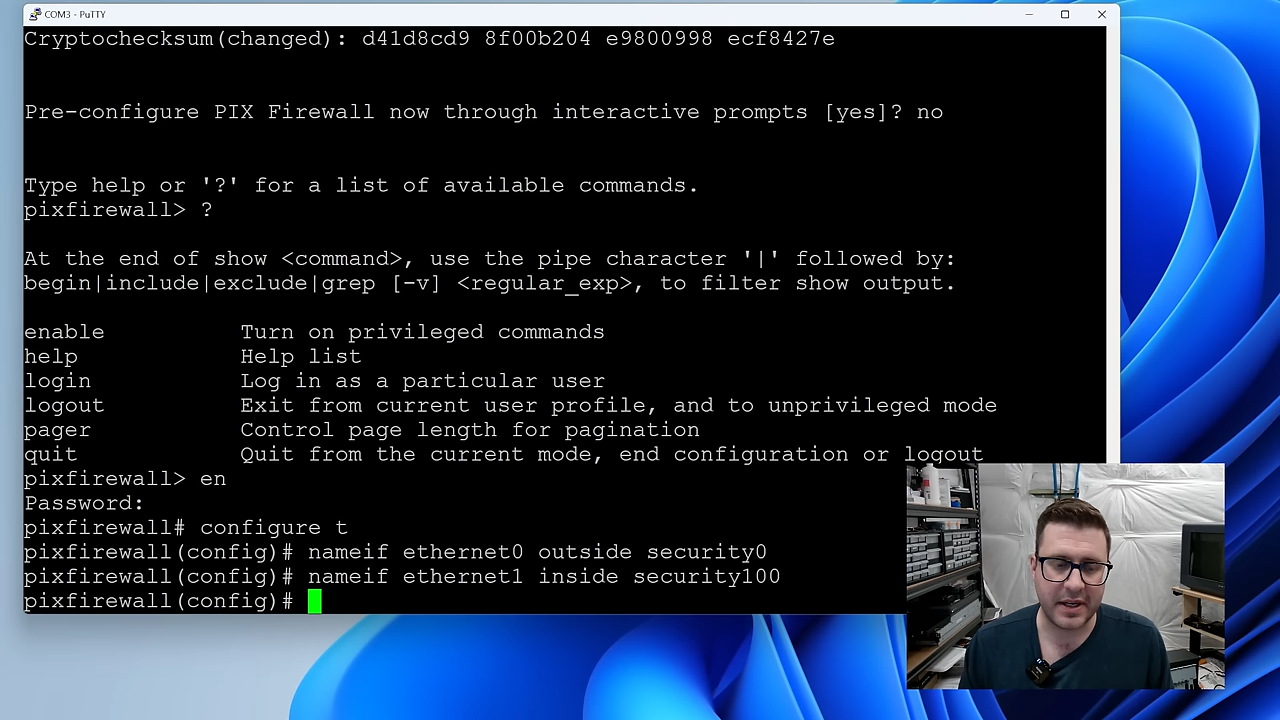 COM3 - PuTTY
Cryptochecksum(changed): d41d8cd9 8f00b204 e9800998 ecf8427e
Pre-configure PIX Firewall now through interactive prompts [yes]? no
Type help or '?' for a list of available commands.
pixfirewall> ?
At the end of show <command>, use the pipe character '|' followed by:
begin|include|exclude|grep [-v] <regular_exp>, to filter show output.
enable Turn on privileged commands
help Help list
login Log in as a particular user
logout Exit from current user profile, and to unprivileged mode
pager Control page length for pagination
quit Quit from the current mode, end configuration or logout
pixfirewall> en
Password:
pixfirewall# configure t
pixfirewall(config)# nameif ethernet0 outside security0
pixfirewall(config)# nameif ethernet1 inside security100
pixfirewall(config)#